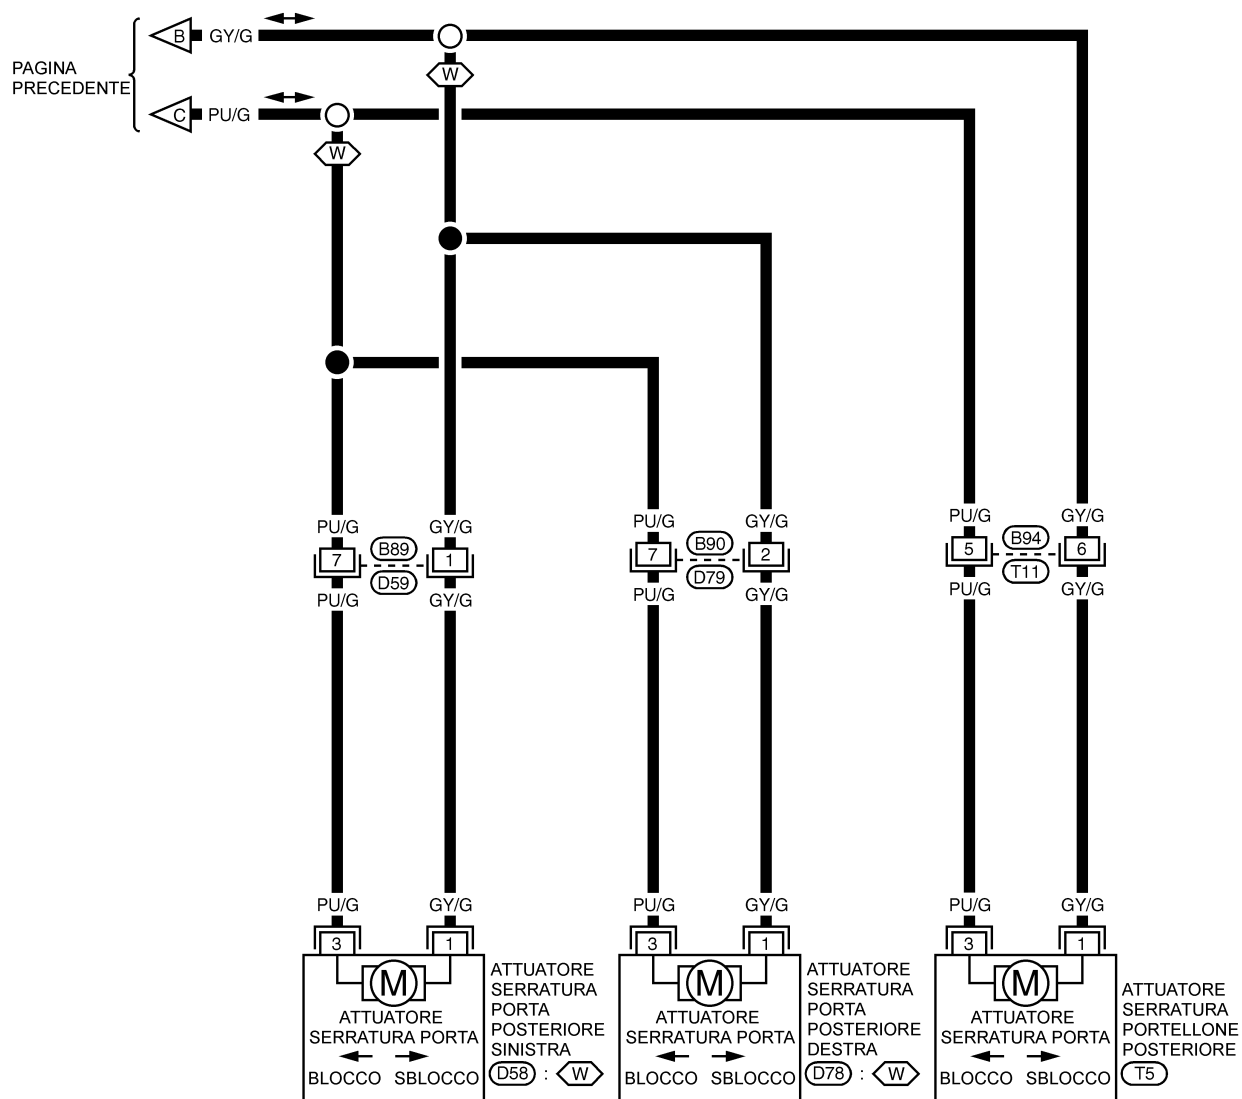 B GY/G
W
PAGINA
PRECEDENTE
C PU/G
W
PU/G GY/G PU/G GY/G PU/G GY/G
7 B89 1 7 B90 2 5 B94 6
D59 D79 T11
PU/G GY/G PU/G GY/G PU/G GY/G
PU/G GY/G PU/G GY/G PU/G GY/G
3 1 3 1 3 1
M
ATTUATORE
SERRATURA PORTA
BLOCCO SBLOCCO
ATTUATORE
SERRATURA
PORTA
POSTERIORE
SINISTRA
D58 : W
M
ATTUATORE
SERRATURA PORTA
BLOCCO SBLOCCO
ATTUATORE
SERRATURA
PORTA
POSTERIORE
DESTRA
D78 : W
M
ATTUATORE
SERRATURA PORTA
BLOCCO SBLOCCO
ATTUATORE
SERRATURA
PORTELLONE
POSTERIORE
T5